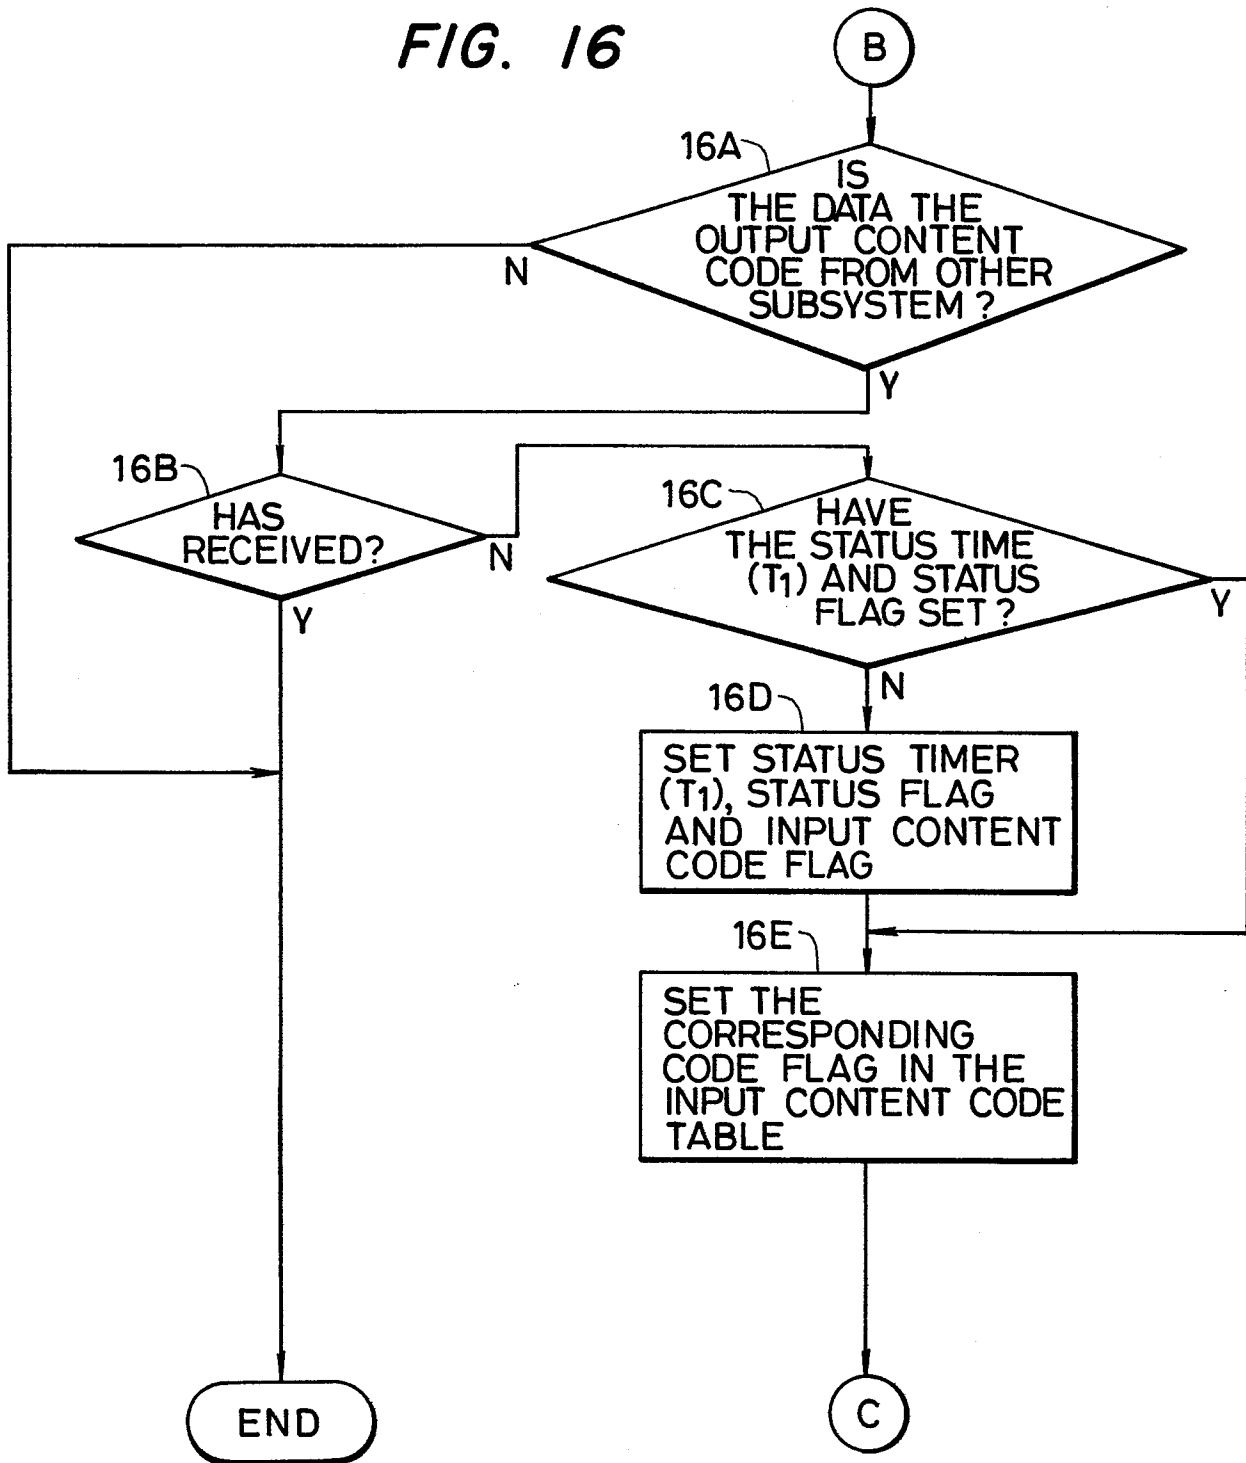 FIG. 16
B
16A
IS
THE DATA THE
OUTPUT CONTENT
CODE FROM OTHER
SUBSYSTEM?
N
Y
16B
HAS
RECEIVED?
N
Y
16C
HAVE
THE STATUS TIME
(T1) AND STATUS
FLAG SET?
Y
N
16D
SET STATUS TIMER
(T1), STATUS FLAG
AND INPUT CONTENT
CODE FLAG
16E
SET THE
CORRESPONDING
CODE FLAG IN THE
INPUT CONTENT CODE
TABLE
END
C